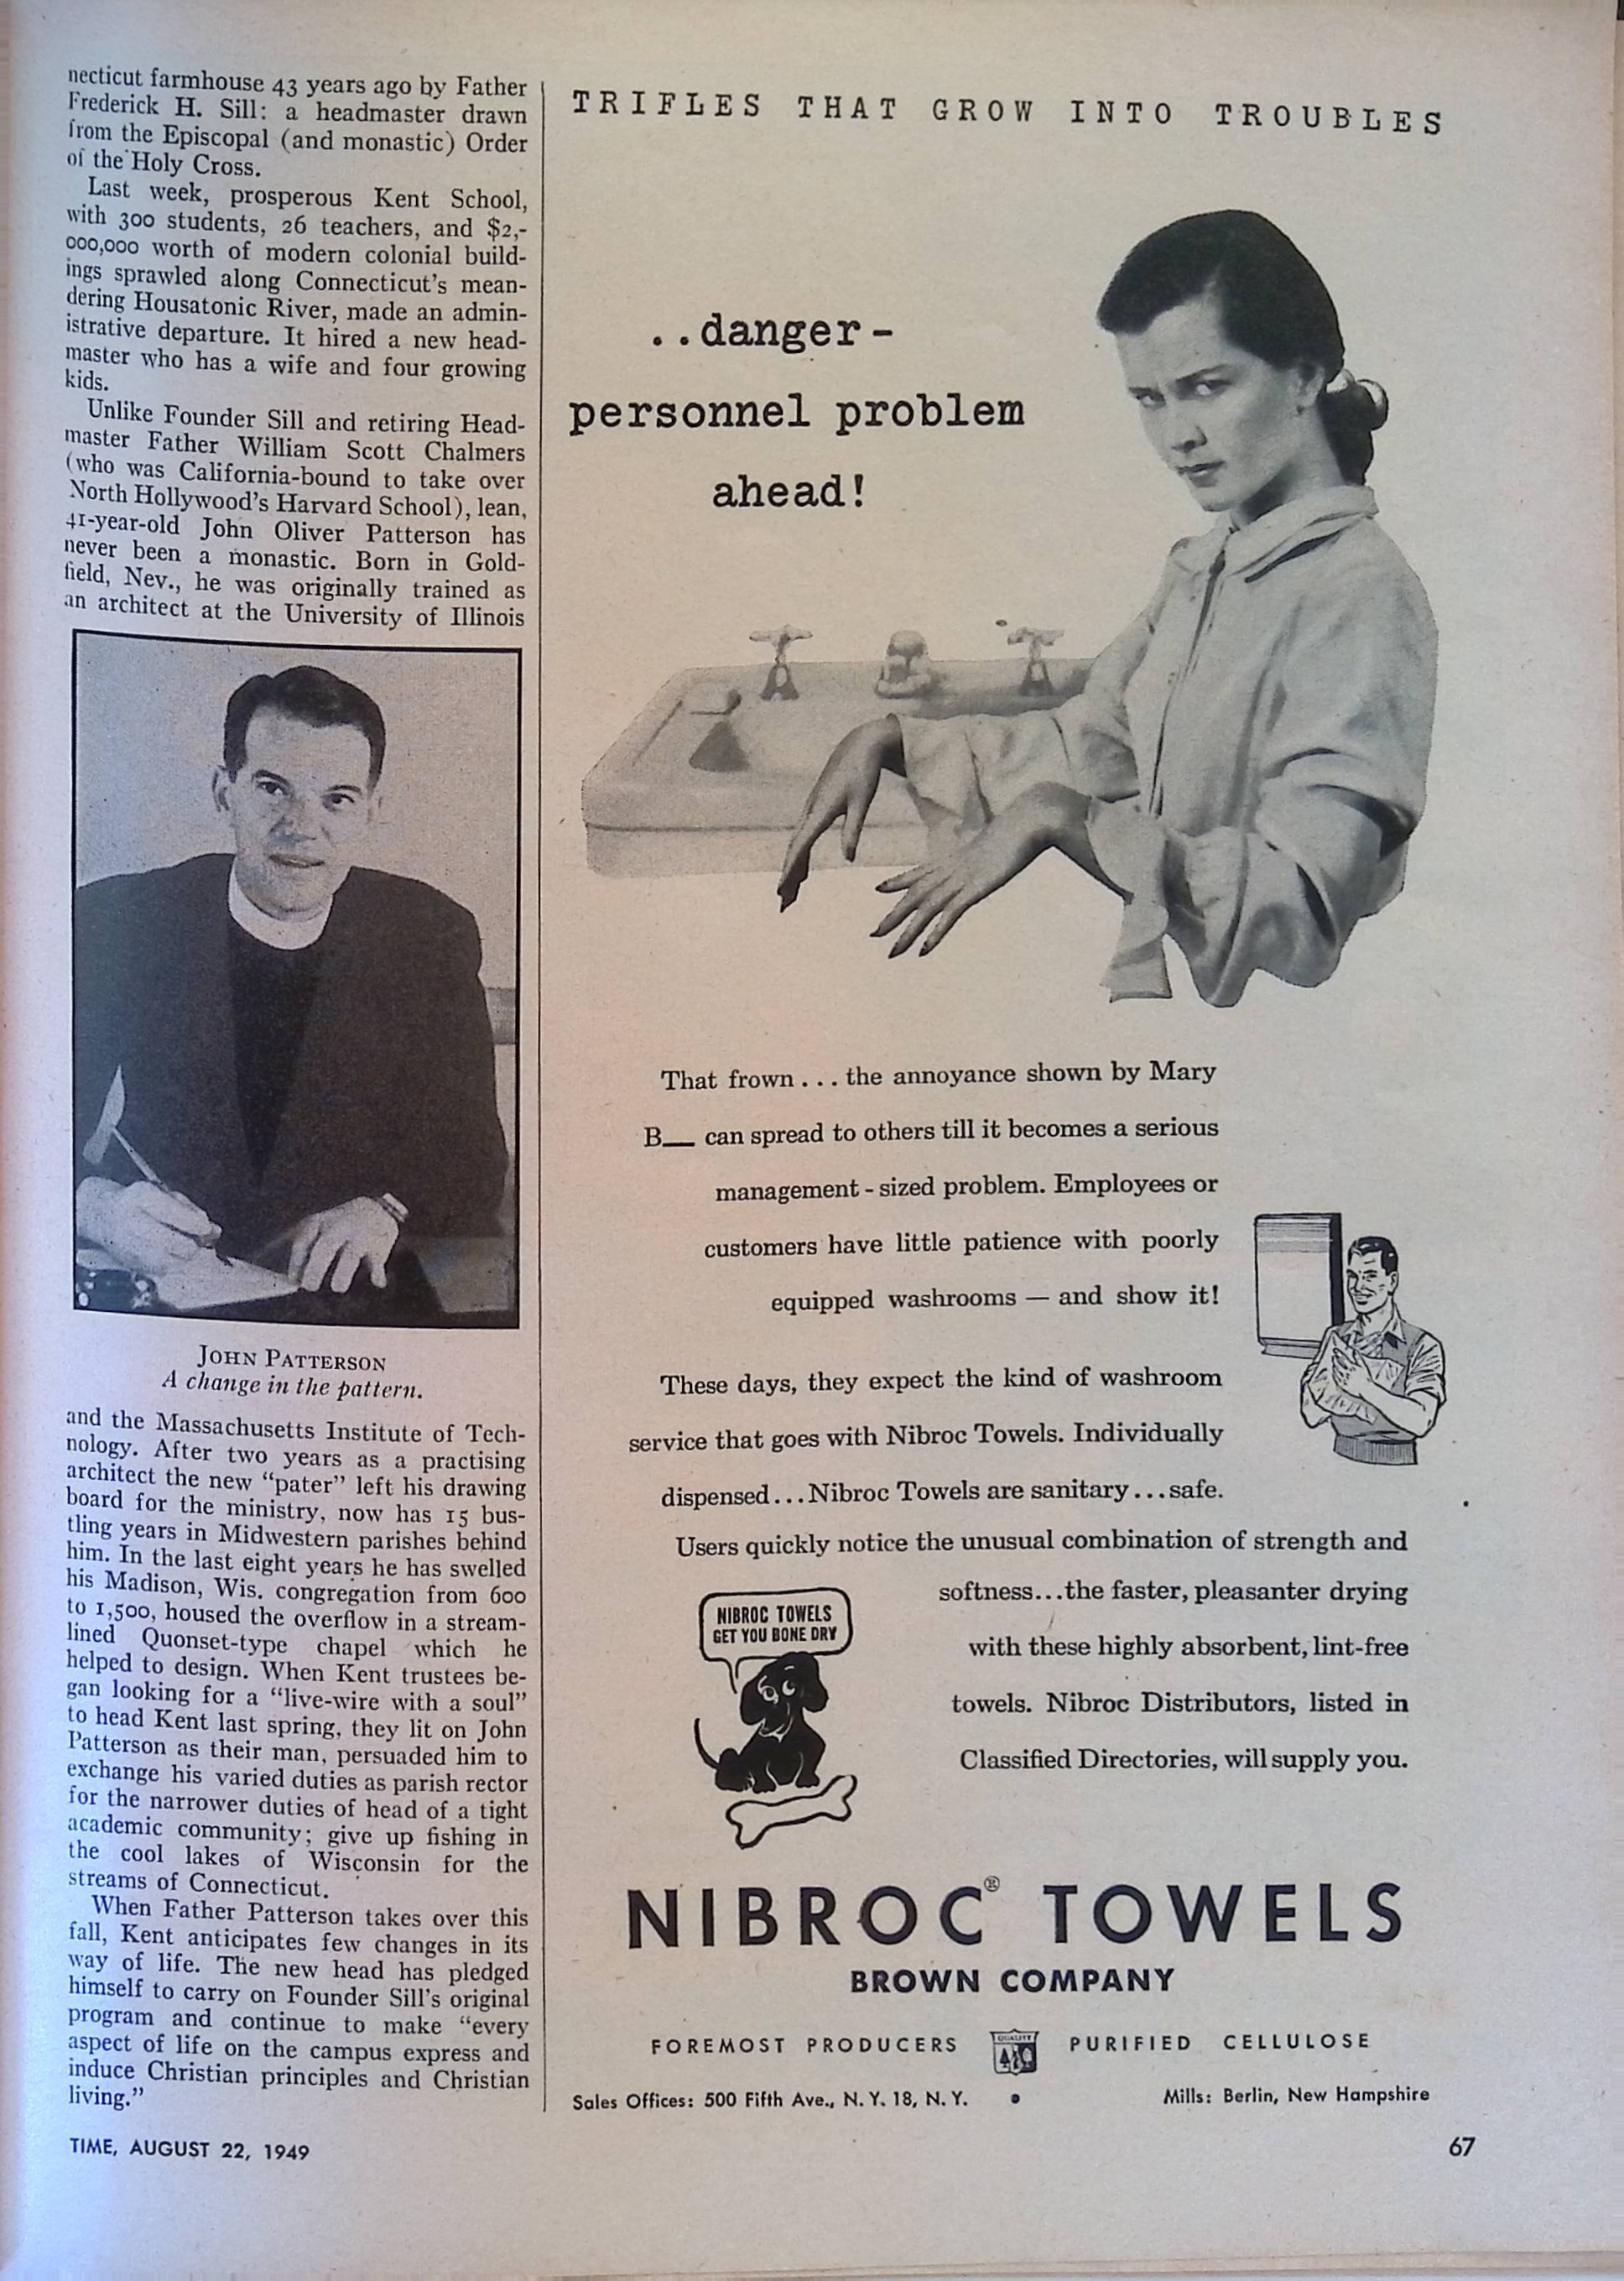 necticut farmhouse 43 years ago by Father
Frederick H. Sill: a headmaster drawn
from the Episcopal (and monastic) Order
of the Holy Cross.
Last week, prosperous Kent School,
with 300 students, 26 teachers, and $2,-
000,000 worth of modern colonial build-
ings sprawled along Connecticut's mean-
dering Housatonic River, made an admin-
istrative departure. It hired a new head-
master who has a wife and four growing
kids.
Unlike Founder Sill and retiring Head-
master Father William Scott Chalmers
(who was California-bound to take over
North Hollywood's Harvard School), lean,
41-year-old John Oliver Patterson has
never been a monastic. Born in Gold-
field, Nev., he was originally trained as
an architect at the University of Illinois
JOHN PATTERSON
A change in the pattern.
and the Massachusetts Institute of Tech-
nology. After two years as a practising
architect the new "pater" left his drawing
board for the ministry, now has 15 bus-
tling years in Midwestern parishes behind
him. In the last eight years he has swelled
his Madison, Wis. congregation from 600
to 1,500, housed the overflow in a stream-
lined Quonset-type chapel which he
helped to design. When Kent trustees be-
gan looking for a "live-wire with a soul"
to head Kent last spring, they lit on John
Patterson as their man, persuaded him to
exchange his varied duties as parish rector
for the narrower duties of head of a tight
academic community; give up fishing in
the cool lakes of Wisconsin for the
streams of Connecticut.
When Father Patterson takes over this
fall, Kent anticipates few changes in its
way of life. The new head has pledged
himself to carry on Founder Sill's original
program and continue to make "every
aspect of life on the campus express and
induce Christian principles and Christian
living."
TRIFLES THAT GROW INTO TROUBLES
..danger-
personnel problem
ahead!
That frown... the annoyance shown by Mary
B__ can spread to others till it becomes a serious
management-sized problem. Employees or
customers have little patience with poorly
equipped washrooms — and show it!
These days, they expect the kind of washroom
service that goes with Nibroc Towels. Individually
dispensed...Nibroc Towels are sanitary...safe.
Users quickly notice the unusual combination of strength and
softness...the faster, pleasanter drying
with these highly absorbent, lint-free
towels. Nibroc Distributors, listed in
Classified Directories, will supply you.
NIBROC TOWELS
GET YOU BONE DRY
NIBROC® TOWELS
BROWN COMPANY
FOREMOST PRODUCERS QUALITY PURIFIED CELLULOSE
Sales Offices: 500 Fifth Ave., N. Y. 18, N. Y. • Mills: Berlin, New Hampshire
TIME, AUGUST 22, 1949
67